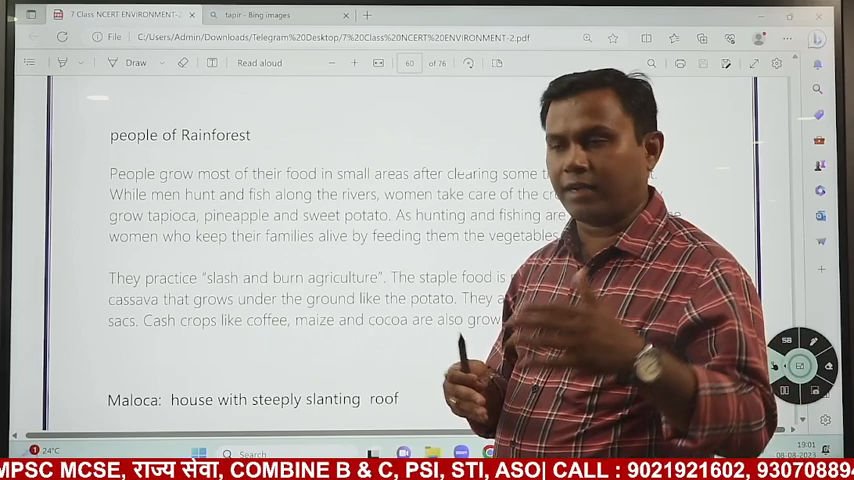 7 Class NCERT ENVIRONMENT-2
tapir - Bing images
File C:/Users/Admin/Downloads/Telegram%20Desktop/7%20Class%20NCERT%20ENVIRONMENT-2.pdf
Draw Read aloud 60 of 76
people of Rainforest
People grow most of their food in small areas after clearing some
While men hunt and fish along the rivers, women take care of the
grow tapioca, pineapple and sweet potato. As hunting and fishing are
women who keep their families alive by feeding them the vegetables
They practice "slash and burn agriculture". The staple food is
cassava that grows under the ground like the potato. They
sacs. Cash crops like coffee, maize and cocoa are also
Maloca: house with steeply slanting roof
24°C
Search
19:01
08-08-2023
MPSC MCSE, राज्य सेवा, COMBINE B & C, PSI, STI, ASO| CALL : 9021921602,